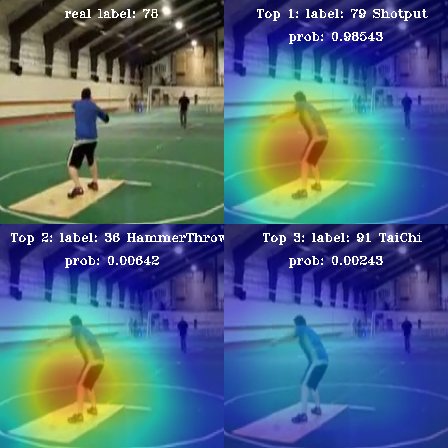 real label: 78
Top 1: label: 79 Shotput
prob: 0.98543
Top 2: label: 36 HammerThrow
prob: 0.00642
Top 3: label: 91 TaiChi
prob: 0.00243